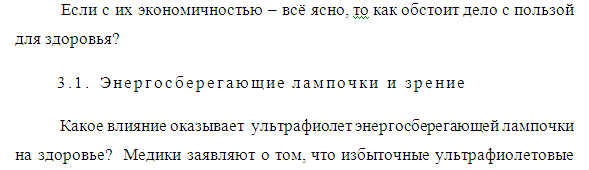 Если с их экономичностью – всё ясно, то как обстоит дело с пользой
для здоровья?
3.1. Энергосберегающие лампочки и зрение
Какое влияние оказывает ультрафиолет энергосберегающей лампочки
на здоровье? Медики заявляют о том, что избыточные ультрафиолетовые